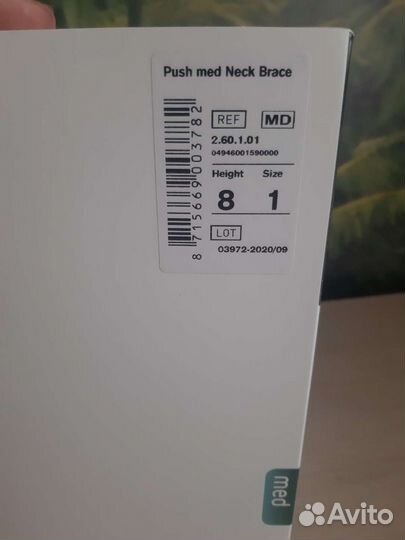 Push med Neck Brace
REF MD
2.60.1.01
04946001590000
Height Size
8 1
LOT
03972-2020/09
8 715669 003782
med
Avito